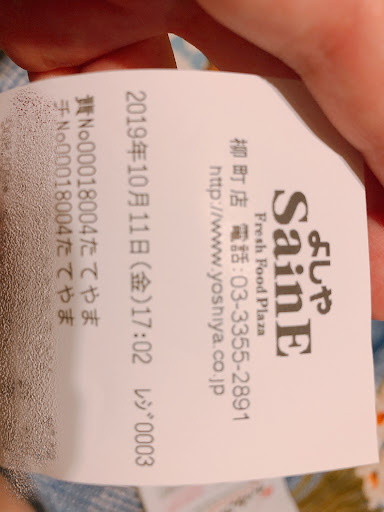 よしや
SainE
Fresh Food Plaza
柳町店 電話:03-3355-2891
http://www.yoshiya.co.jp
2019年10月11日(金)17:02 レジ0003
責No00018004たてやま
チNo00018004たてやま